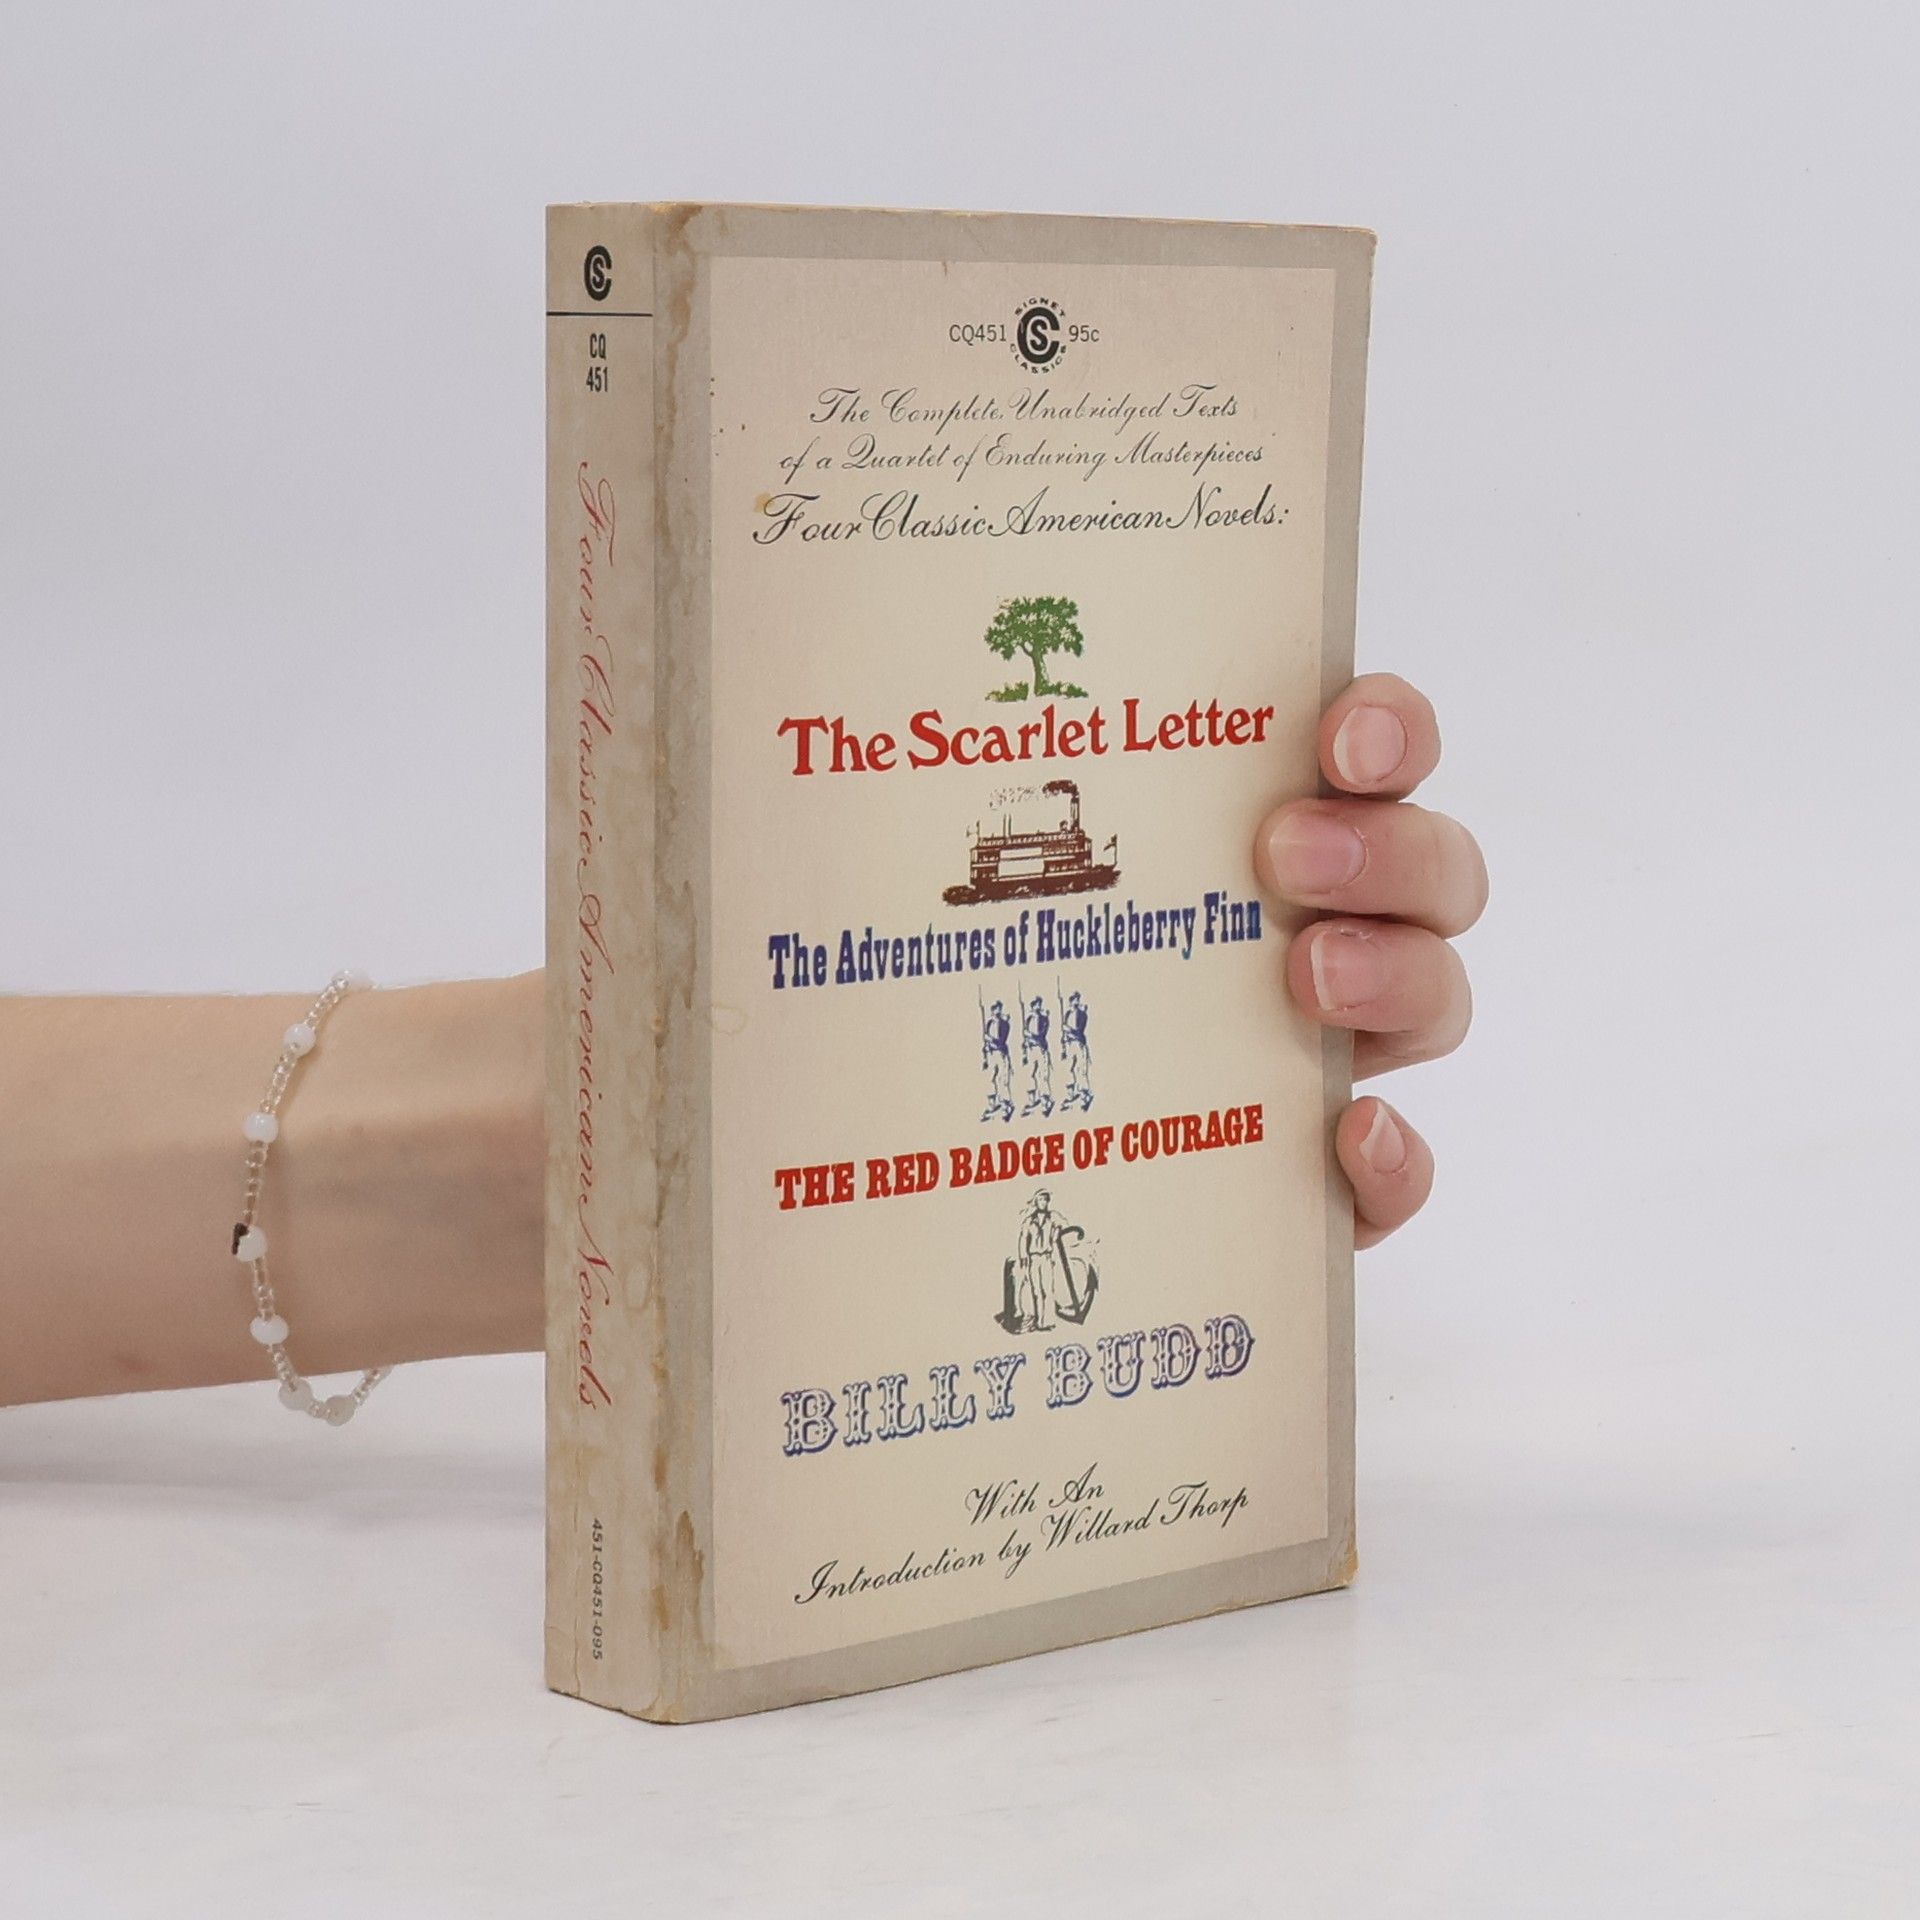 CQ
451
Four Classic American Novels
451-CQ451-095
CQ451 SIGNET CLASSICS 95c
The Complete, Unabridged Texts
of a Quartet of Enduring Masterpieces
Four Classic American Novels:
The Scarlet Letter
The Adventures of Huckleberry Finn
THE RED BADGE OF COURAGE
BILLY BUDD
With An
Introduction by Willard Thorp